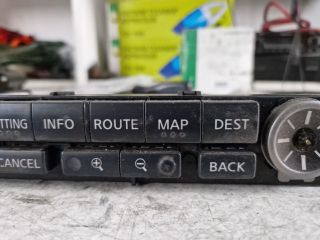 TTING INFO ROUTE MAP DEST
CANCEL BACK